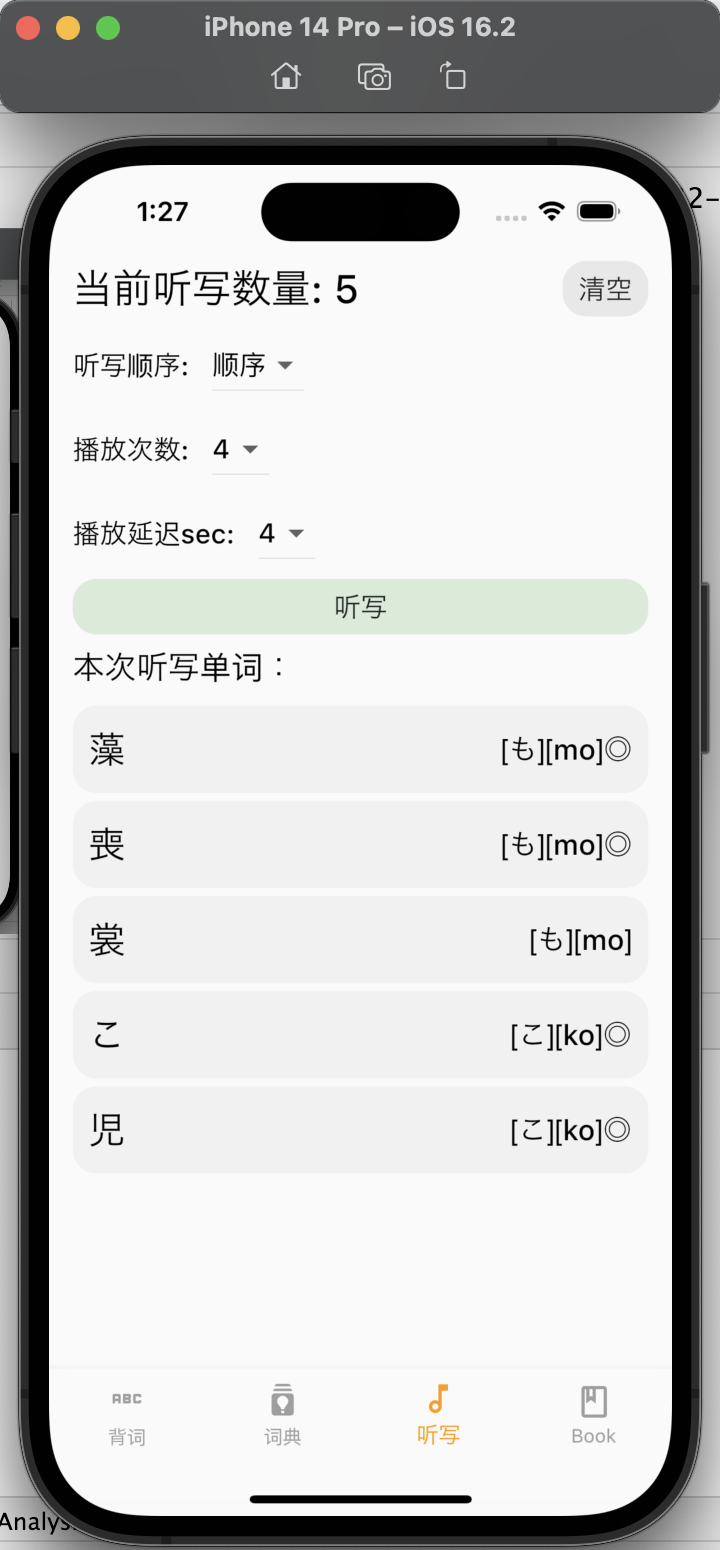 iPhone 14 Pro – iOS 16.2
2-
1:27
当前听写数量: 5
清空
听写顺序: 顺序
播放次数: 4
播放延迟sec: 4
听写
本次听写单词：
藻 [も][mo]◎
喪 [も][mo]◎
裳 [も][mo]
こ [こ][ko]◎
児 [こ][ko]◎
ABC
背词 词典 听写 Book
Analys